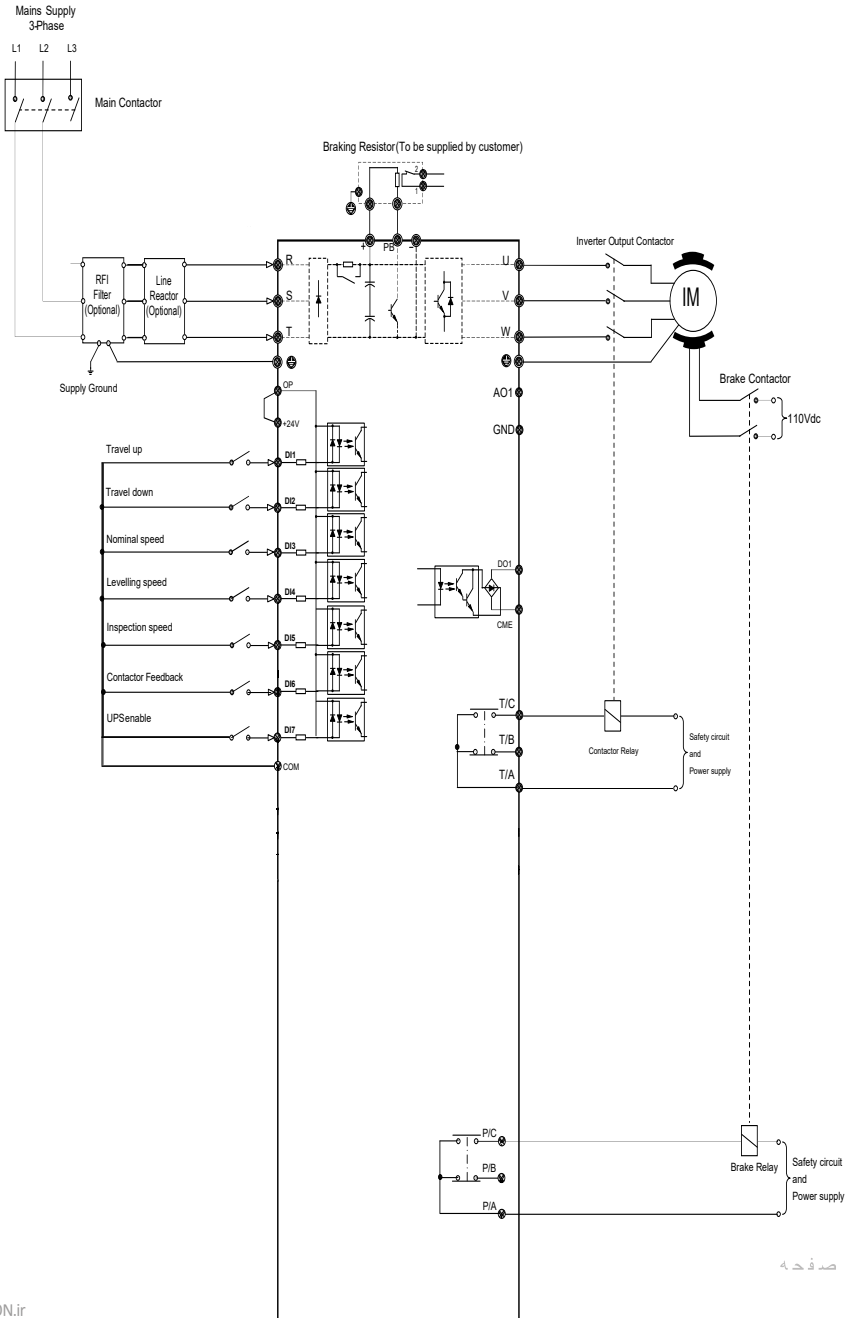 Mains Supply
3-Phase
L1 L2 L3
Main Contactor
Braking Resistor(To be supplied by customer)
2
1
+ PB −
R
S
T
RFI
Filter
(Optional)
Line
Reactor
(Optional)
Supply Ground
U
V
W
Inverter Output Contactor
IM
Brake Contactor
110Vdc
AO1
GND
OP
+24V
Travel up
DI1
Travel down
DI2
Nominal speed
DI3
Levelling speed
DI4
Inspection speed
DI5
Contactor Feedback
DI6
UPSenable
DI7
COM
DO1
CME
T/C
T/B
T/A
Contactor Relay
Safety circuit
and
Power supply
P/C
P/B
P/A
Brake Relay
Safety circuit
and
Power supply
صفحه
ON.ir